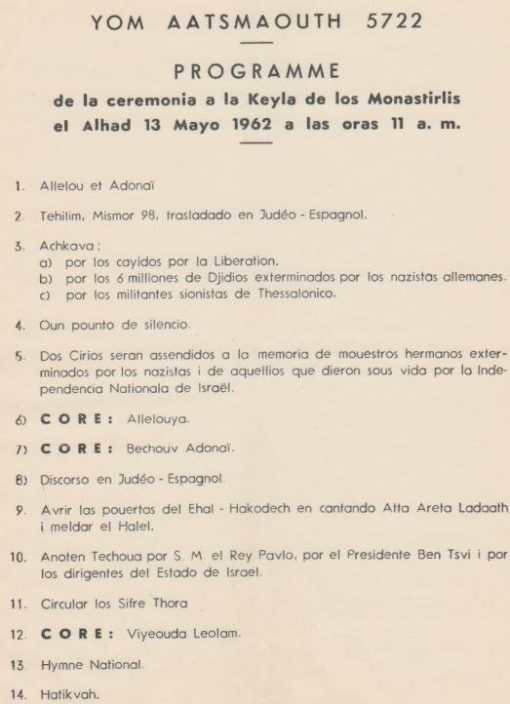 YOM AATSMAOUTH 5722
PROGRAMME
de la ceremonia a la Keyla de los Monastirlis
el Alhad 13 Mayo 1962 a las oras 11 a. m.
1. Allelou et Adonaï
2. Tehilim, Mismor 98, trasladado en Judéo - Espagnol.
3. Achkava :
a) por los cayidos por la Liberation.
b) por los 6 milliones de Djidios exterminados por los nazistas allemanes.
c) por los militantes sionistas de Thessalonico.
4. Oun pounto de silencio.
5. Dos Cirios seran assendidos a la memoria de mouestros hermanos exter-
minados por los nazistas i de aquellios que dieron sous vida por la Inde-
pendencia Nationala de Israël.
6) CORE : Allelouya.
7) CORE : Bechouv Adonaï.
8) Discorso en Judéo - Espagnol.
9. Avrir las pouertas del Ehal - Hakodech en cantando Atta Areta Ladaath
i meldar el Halel.
10. Anoten Techoua por S. M. el Rey Pavlo, por el Presidente Ben Tsvi i por
los dirigentes del Estado de Israel.
11. Circular los Sifre Thora
12. CORE : Viyeouda Leolam.
13. Hymne National.
14. Hatikvah.